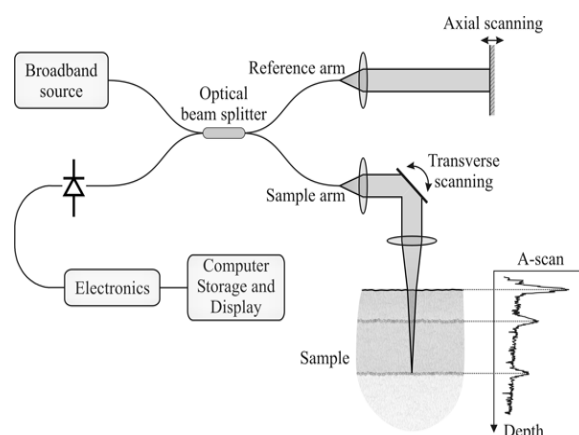 Axial scanning
Broadband
source
Reference arm
Optical
beam splitter
Transverse
scanning
Sample arm
A-scan
Electronics
Computer
Storage and
Display
Sample
Depth